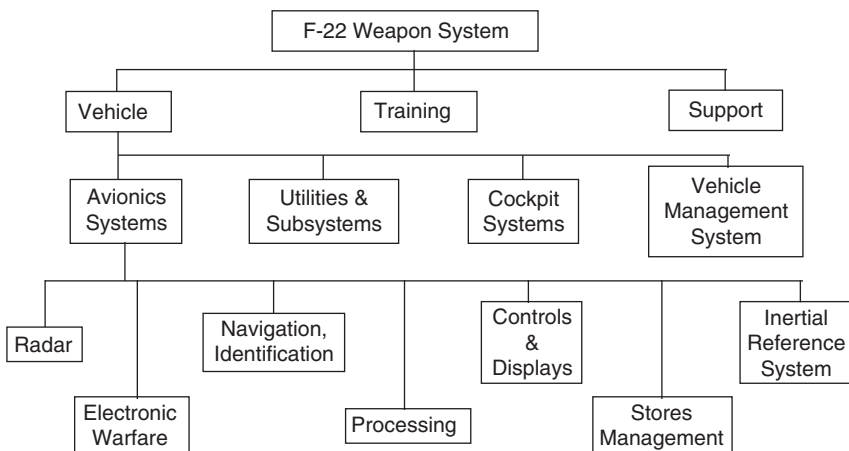 F-22 Weapon System
Vehicle
Training
Support
Avionics
Systems
Utilities &
Subsystems
Cockpit
Systems
Vehicle
Management
System
Radar
Electronic
Warfare
Navigation,
Identification
Processing
Controls
&
Displays
Stores
Management
Inertial
Reference
System